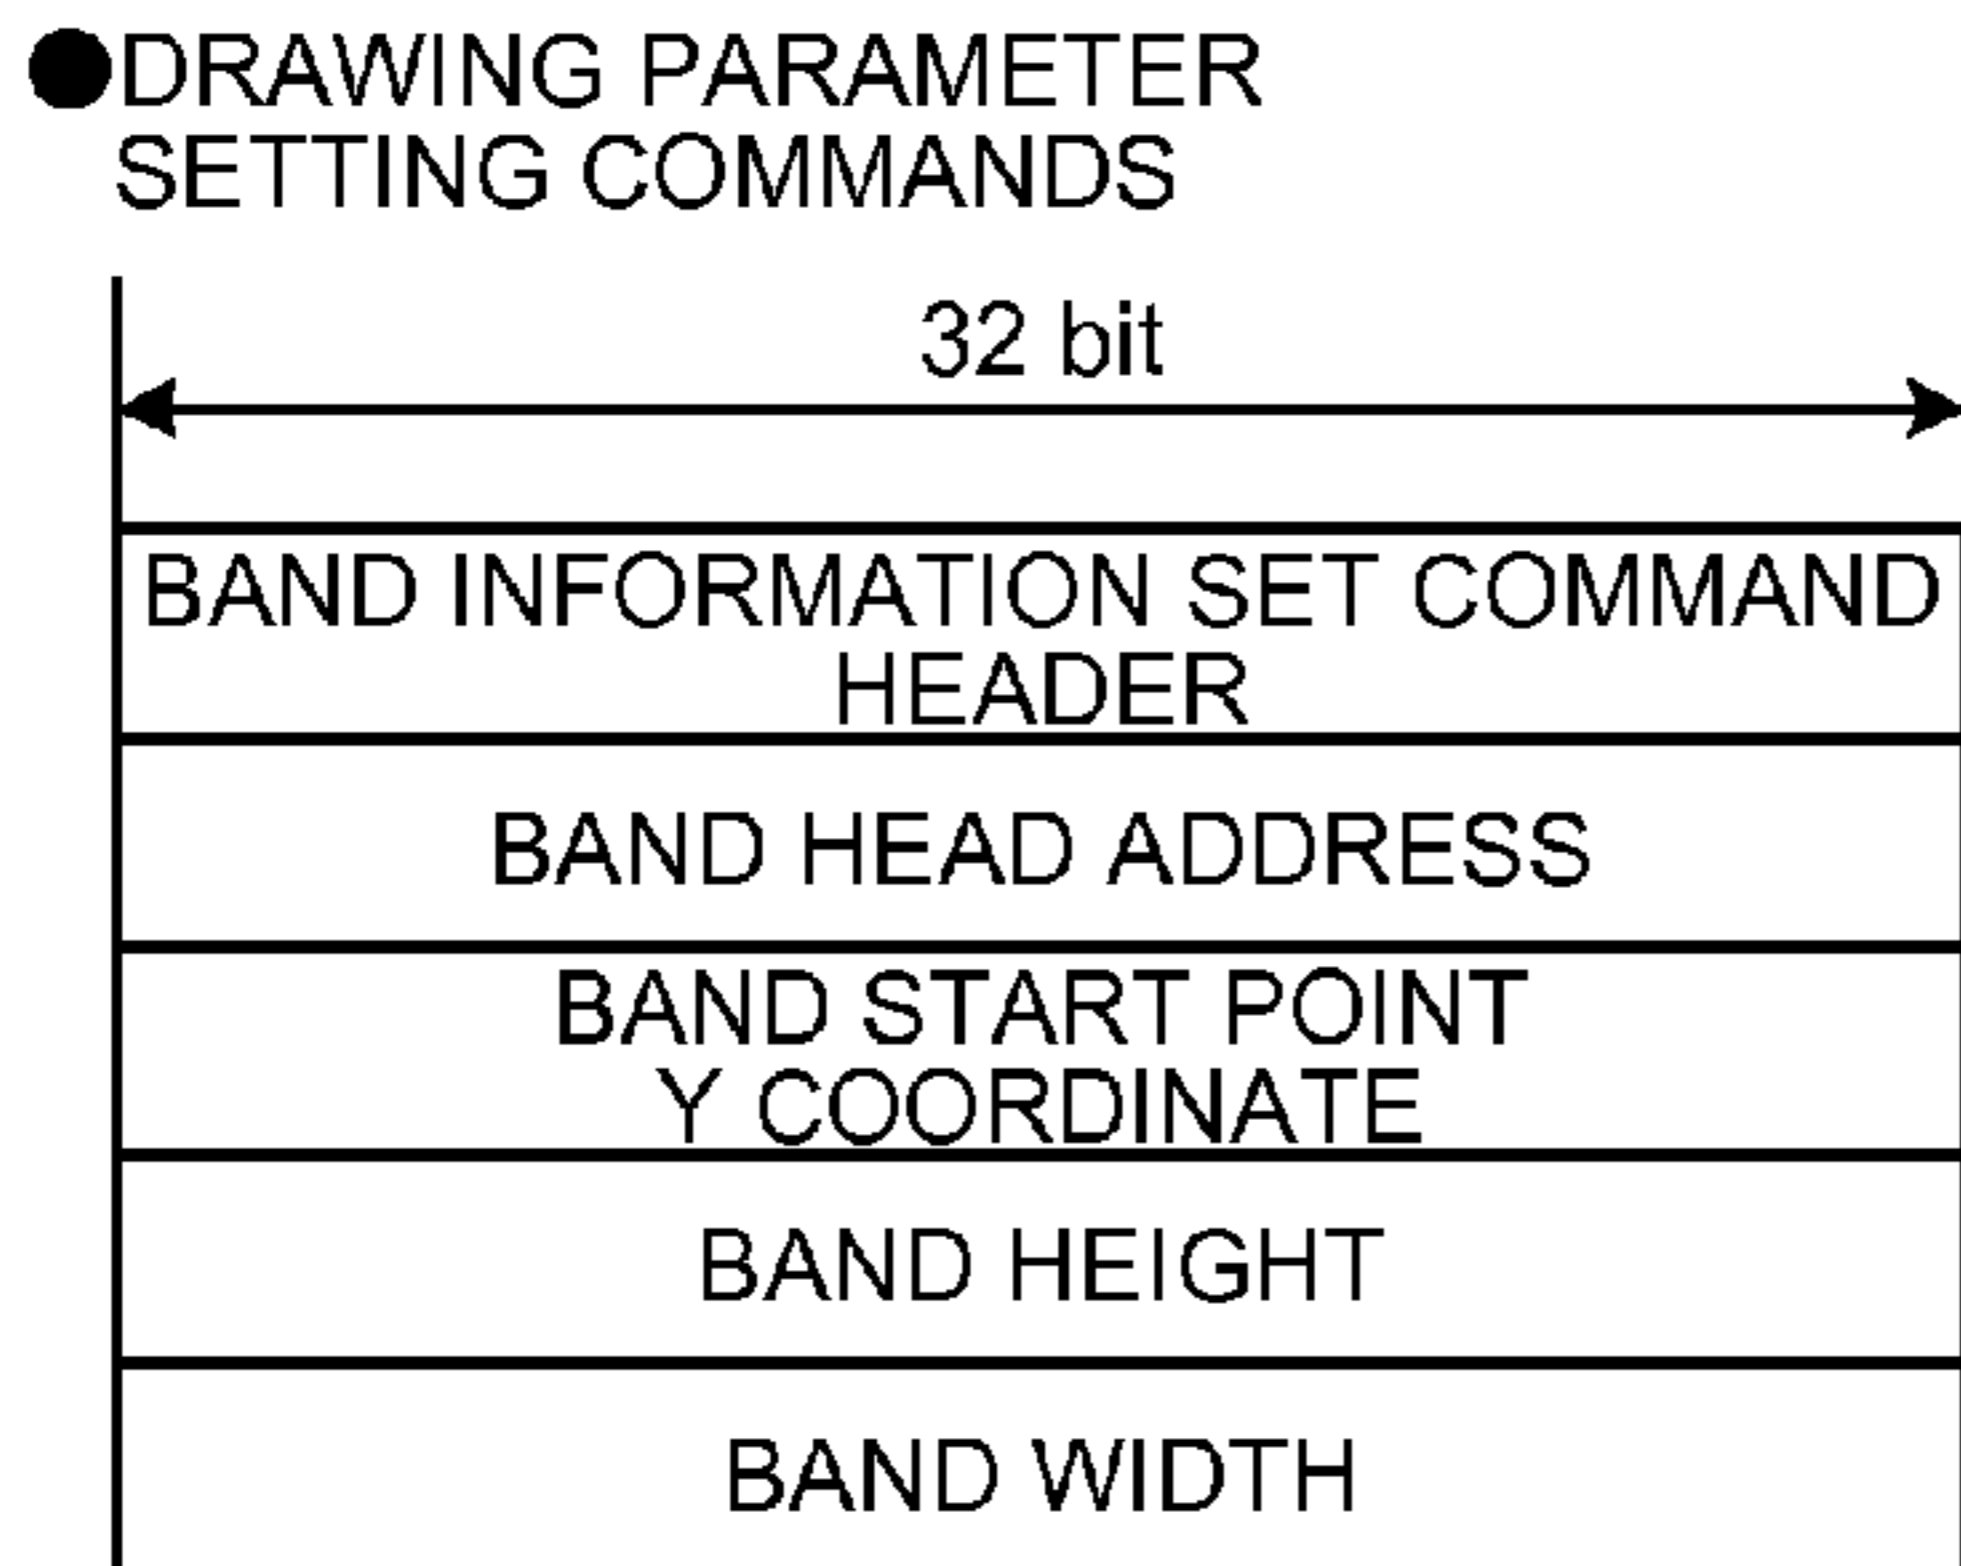 ●DRAWING PARAMETER
SETTING COMMANDS
32 bit
BAND INFORMATION SET COMMAND
HEADER
BAND HEAD ADDRESS
BAND START POINT
Y COORDINATE
BAND HEIGHT
BAND WIDTH